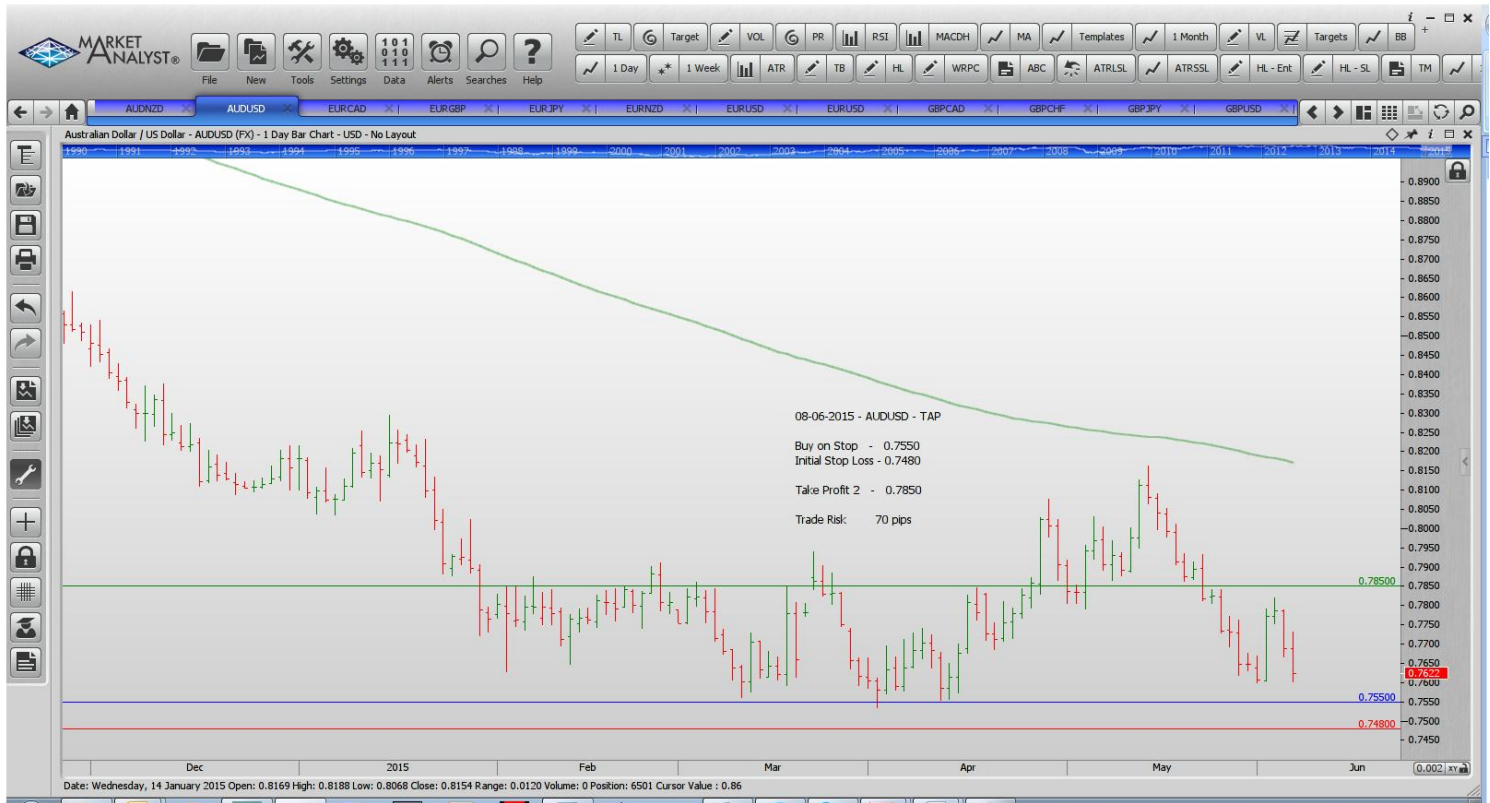 MARKET ANALYST®
File New Tools Settings Data Alerts Searches Help
101
010
111
TL Target VOL PR RSI MACDH MA Templates 1 Month VL Targets BB
1 Day 1 Week ATR TB HL WRPC ABC ATRLSL ATRSSL HL - Ent HL - SL TM
AUDNZD AUDUSD EURCAD EURGBP EURJPY EURNZD EURUSD EURUSD GBPCAD GBPCHF GBPJPY GBPUSD
Australian Dollar / US Dollar - AUDUSD (FX) - 1 Day Bar Chart - USD - No Layout
1990 1991 1992 1993 1994 1995 1996 1997 1998 1999 2000 2001 2002 2003 2004 2005 2006 2007 2008 2009 2010 2011 2012 2013 2014 2015
0.8900
0.8850
0.8800
0.8750
0.8700
0.8650
0.8600
0.8550
0.8500
0.8450
0.8400
0.8350
0.8300
0.8250
0.8200
0.8150
0.8100
0.8050
0.8000
0.7950
0.7900
0.7850
0.7800
0.7750
0.7700
0.7650
0.7622
0.7600
0.7550
0.7500
0.7450
08-06-2015 - AUDUSD - TAP
Buy on Stop - 0.7550
Initial Stop Loss - 0.7480
Take Profit 2 - 0.7850
Trade Risk 70 pips
0.78500
0.75500
0.74800
Dec 2015 Feb Mar Apr May Jun
0.002 XY
Date: Wednesday, 14 January 2015 Open: 0.8169 High: 0.8188 Low: 0.8068 Close: 0.8154 Range: 0.0120 Volume: 0 Position: 6501 Cursor Value : 0.86